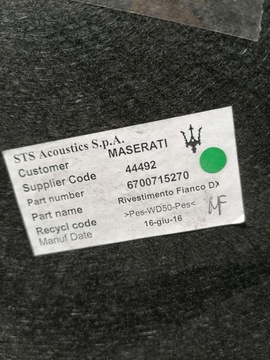 STS Acoustics S.p.A.
Customer MASERATI
Supplier Code 44492
Part number 6700715270
Part name Rivestimento Fianco DX
Recycl code >Pes-WD50-Pes<
Manuf Date 16-giu-16